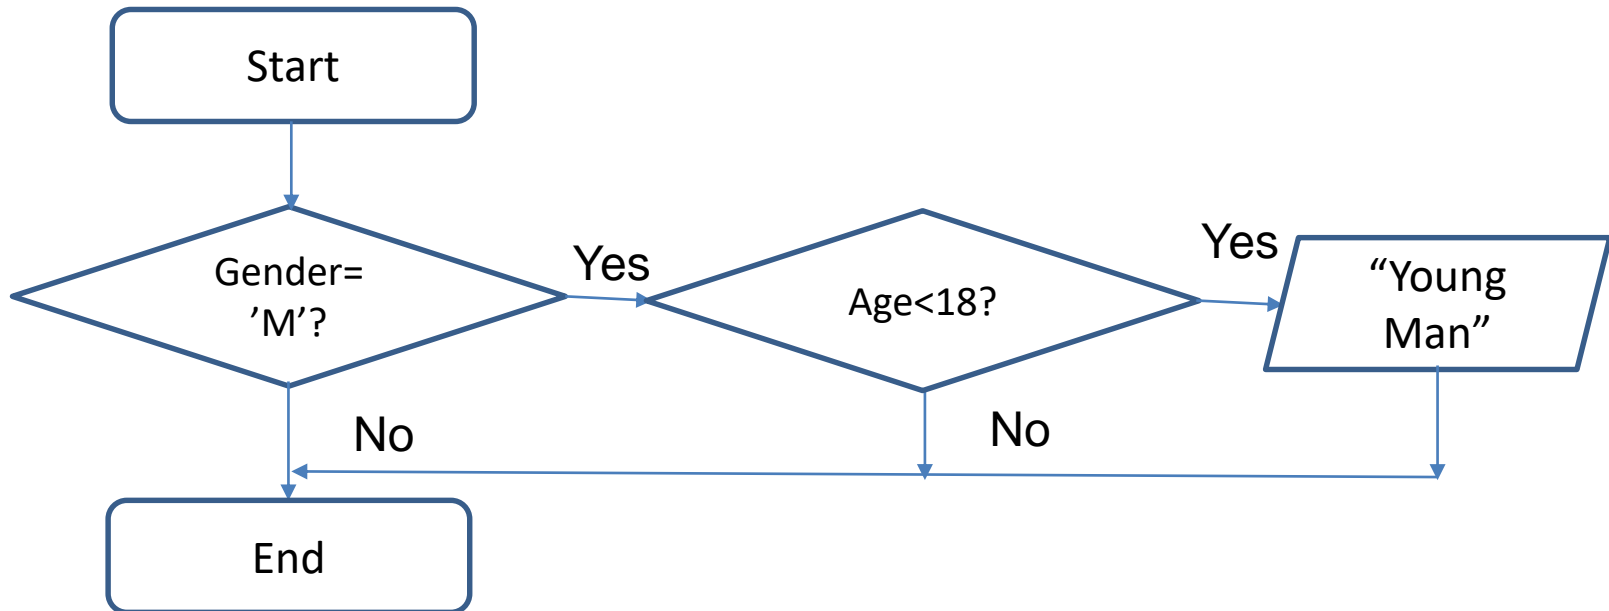 Start
Gender=
’M’?
Yes
Age<18?
Yes
“Young
Man”
No
No
End